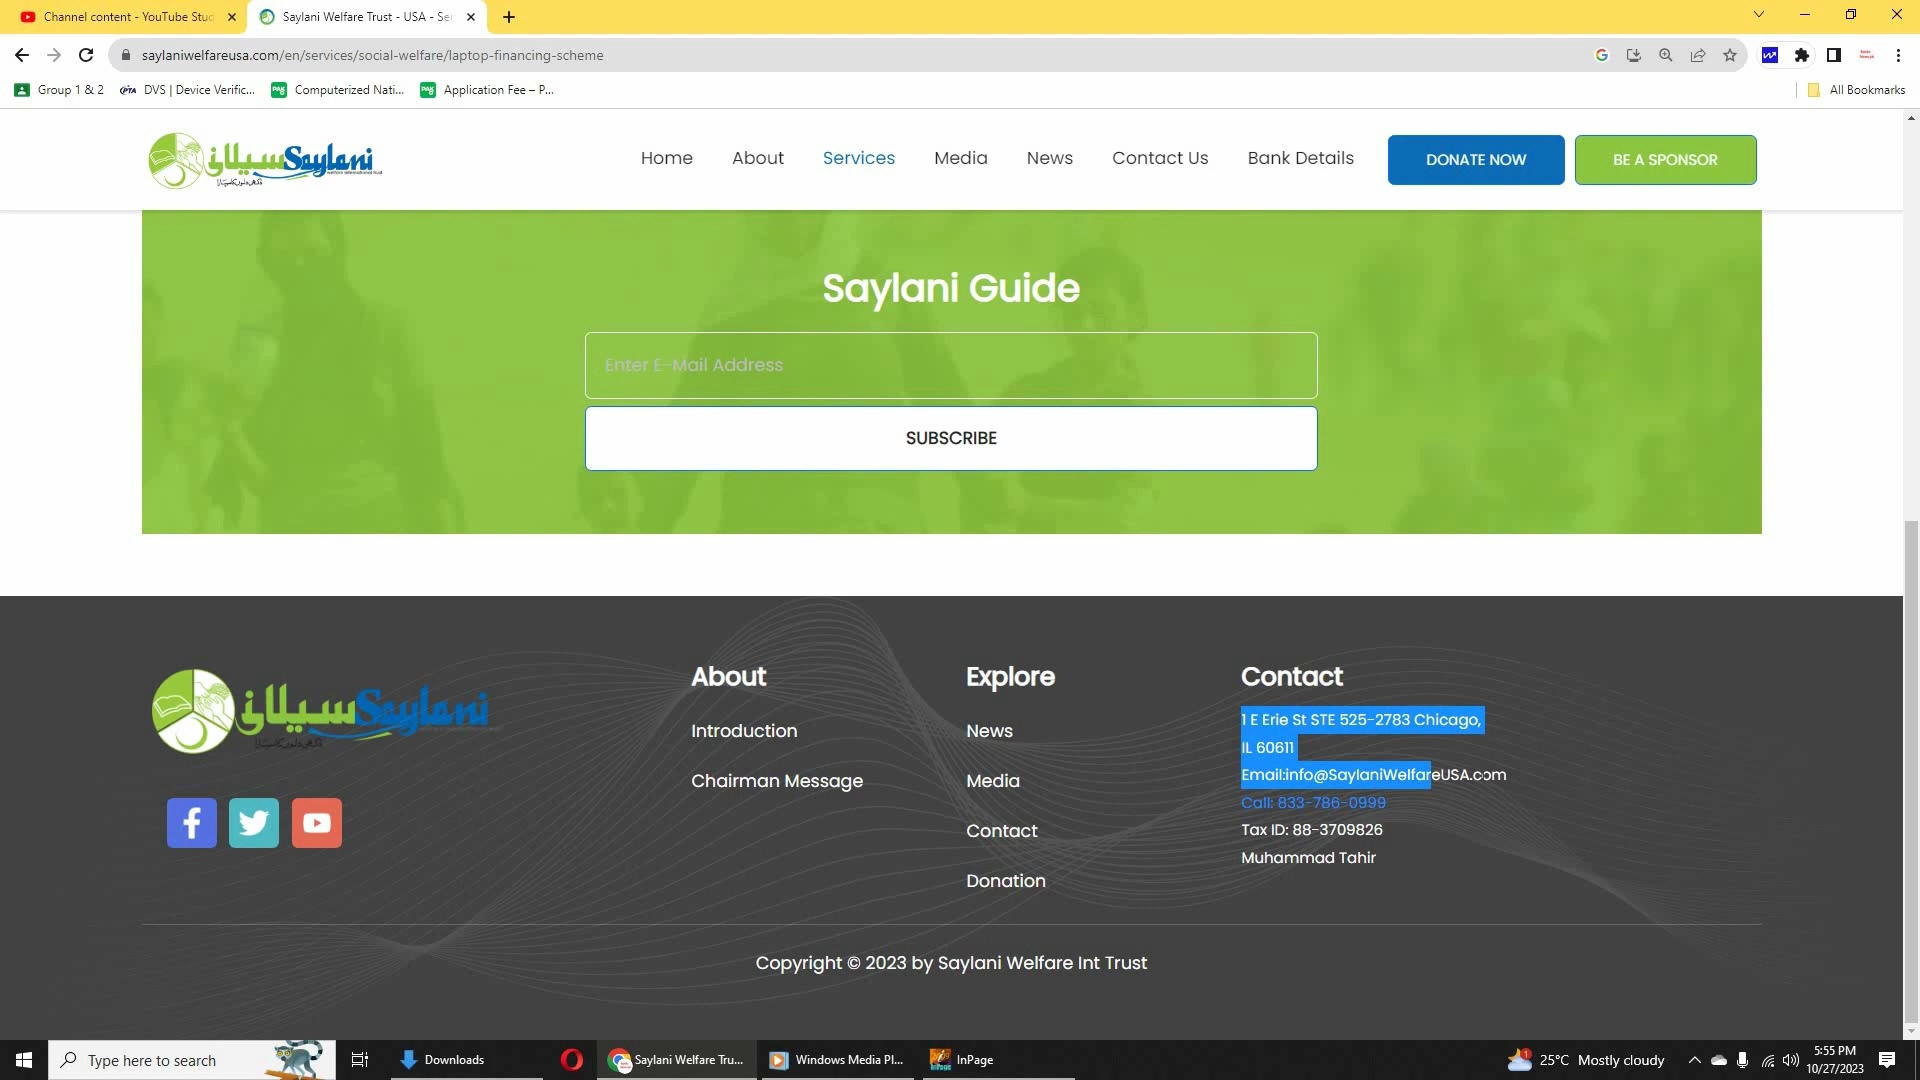 Channel content - YouTube Stud
Saylani Welfare Trust - USA - Se
saylaniwelfareusa.com/en/services/social-welfare/laptop-financing-scheme
Group 1 & 2
DVS | Device Verific...
Computerized Nati...
Application Fee – P...
All Bookmarks
سیلانی Saylani
Home
About
Services
Media
News
Contact Us
Bank Details
DONATE NOW
BE A SPONSOR
Saylani Guide
Enter E-Mail Address
SUBSCRIBE
سیلانی Saylani
About
Introduction
Chairman Message
Explore
News
Media
Contact
Donation
Contact
1 E Erie St STE 525-2783 Chicago,
IL 60611
Email:info@SaylaniWelfareUSA.com
Call: 833-786-0999
Tax ID: 88-3709826
Muhammad Tahir
Copyright © 2023 by Saylani Welfare Int Trust
Type here to search
Downloads
Saylani Welfare Tru...
Windows Media Pl...
InPage
25°C Mostly cloudy
5:55 PM
10/27/2023